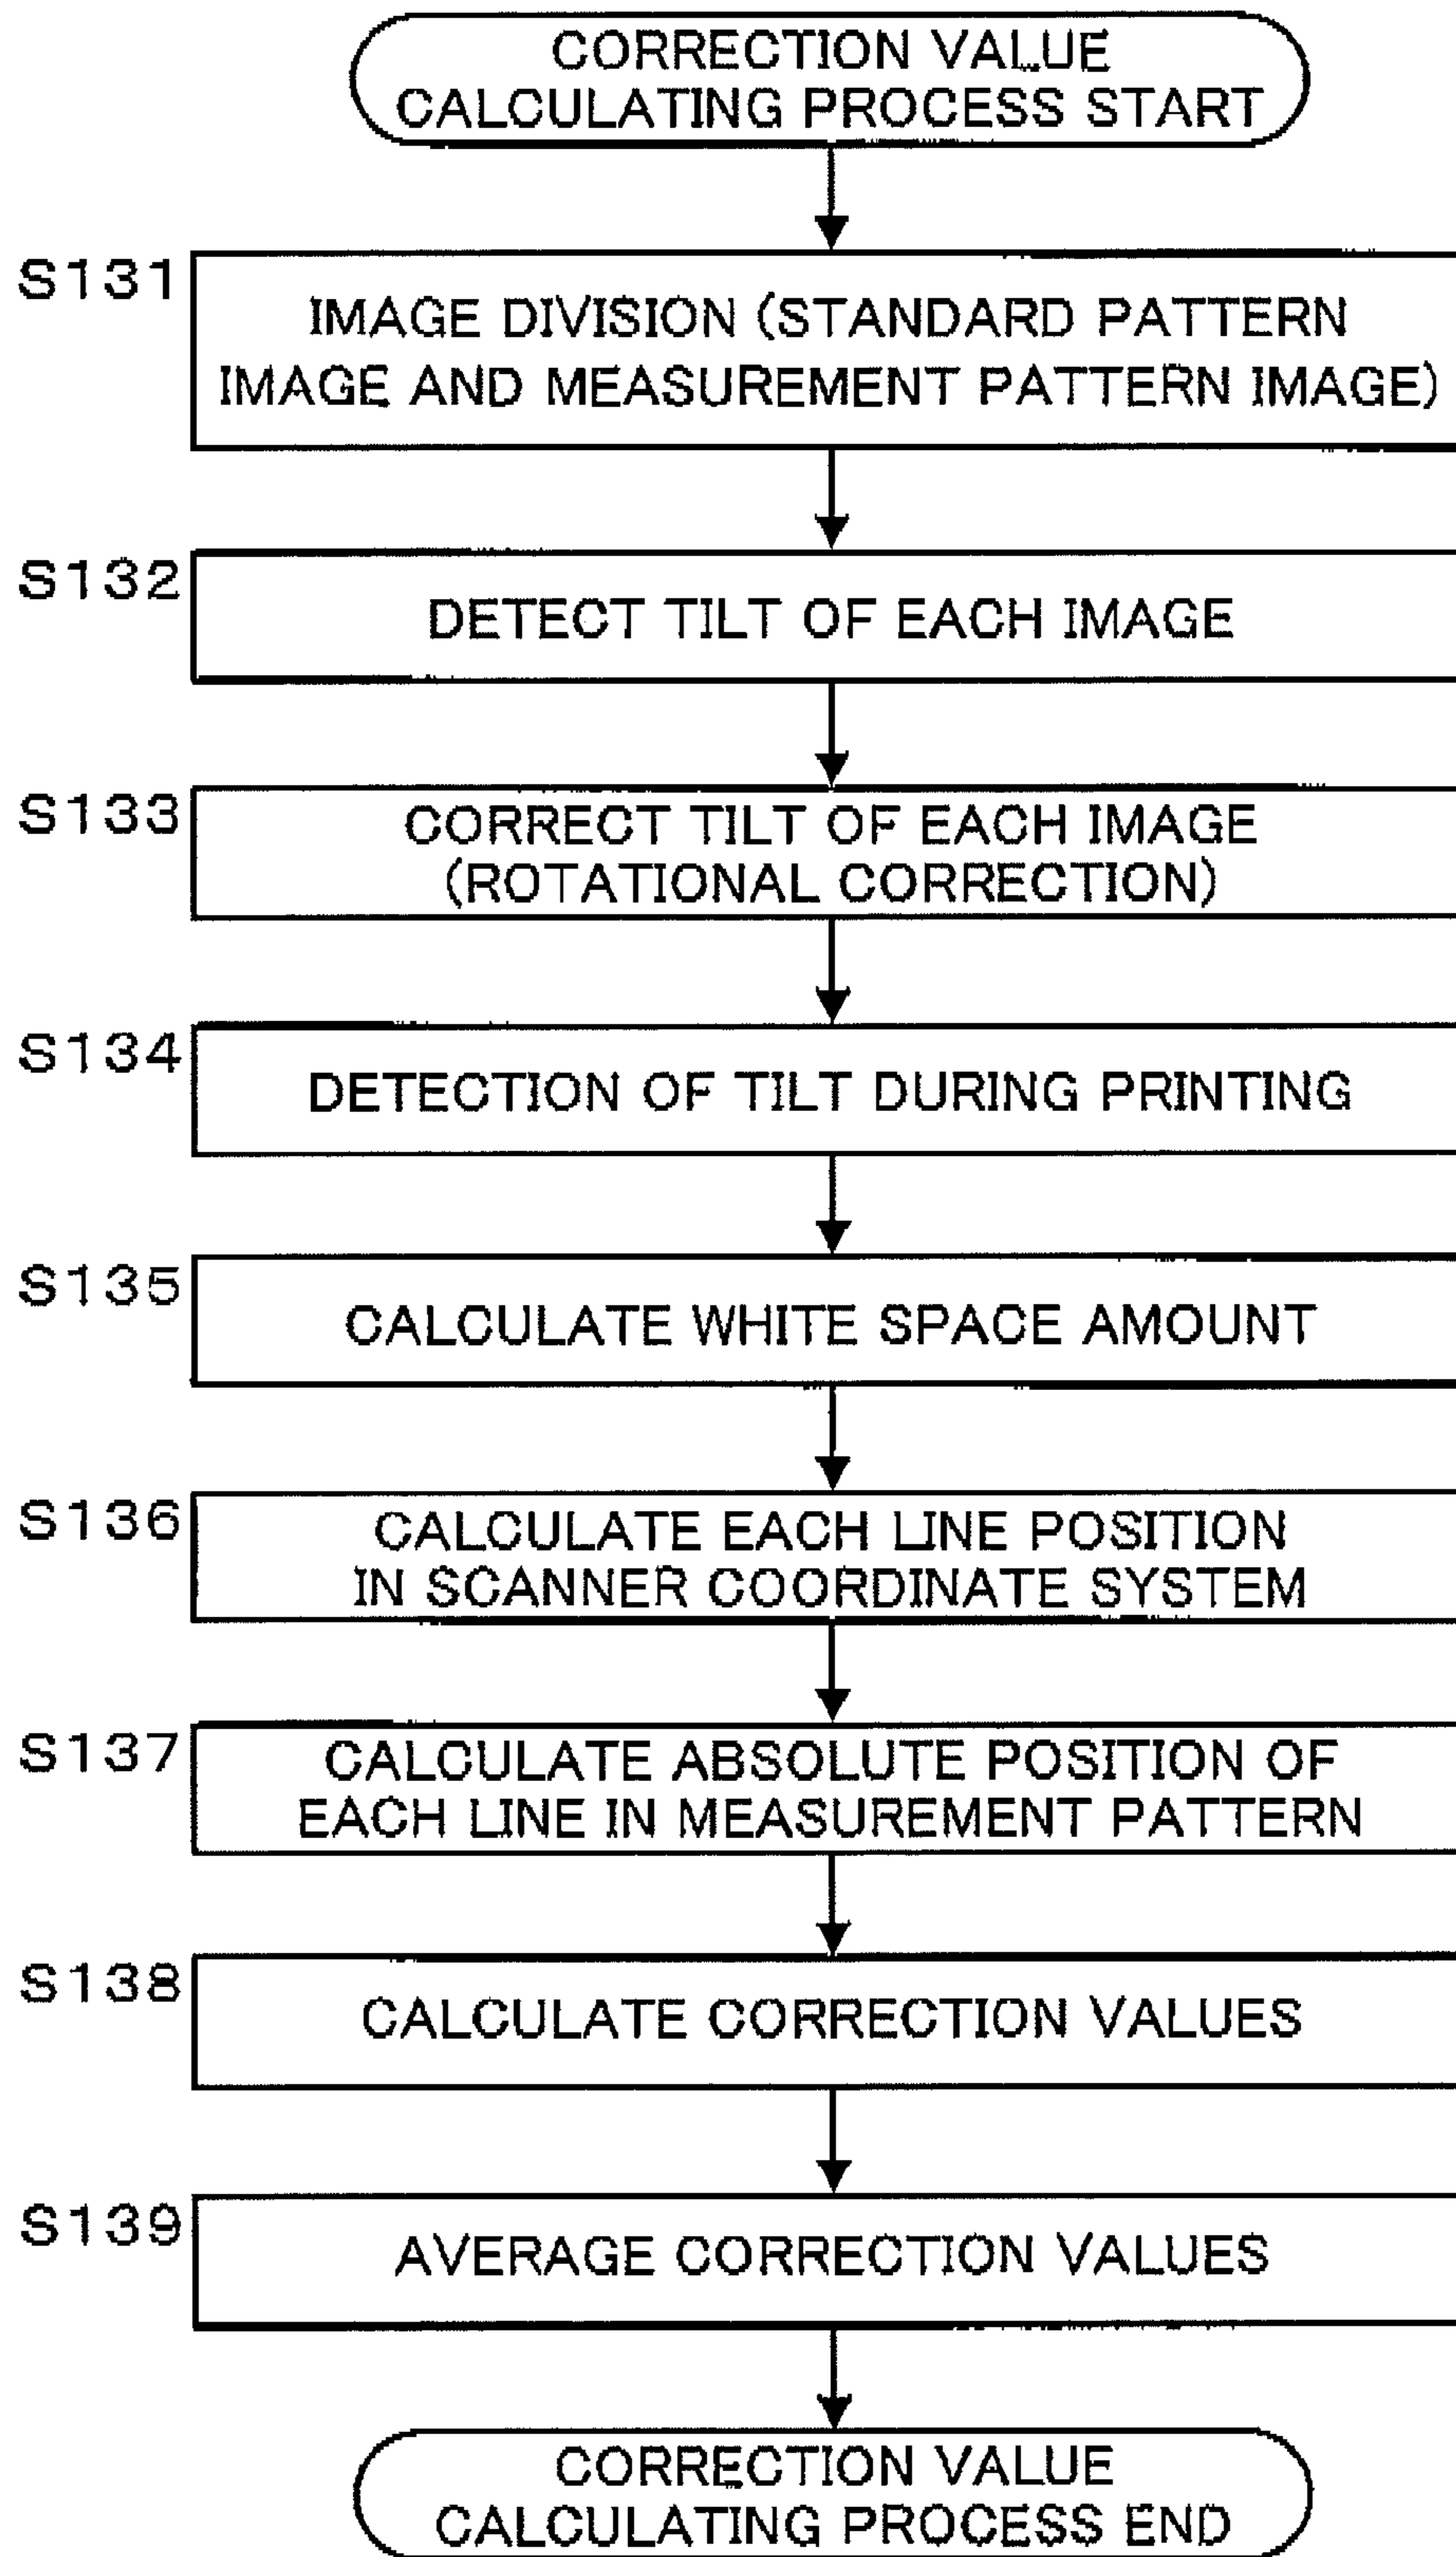 CORRECTION VALUE
CALCULATING PROCESS START
S131
IMAGE DIVISION (STANDARD PATTERN
IMAGE AND MEASUREMENT PATTERN IMAGE)
S132
DETECT TILT OF EACH IMAGE
S133
CORRECT TILT OF EACH IMAGE
(ROTATIONAL CORRECTION)
S134
DETECTION OF TILT DURING PRINTING
S135
CALCULATE WHITE SPACE AMOUNT
S136
CALCULATE EACH LINE POSITION
IN SCANNER COORDINATE SYSTEM
S137
CALCULATE ABSOLUTE POSITION OF
EACH LINE IN MEASUREMENT PATTERN
S138
CALCULATE CORRECTION VALUES
S139
AVERAGE CORRECTION VALUES
CORRECTION VALUE
CALCULATING PROCESS END